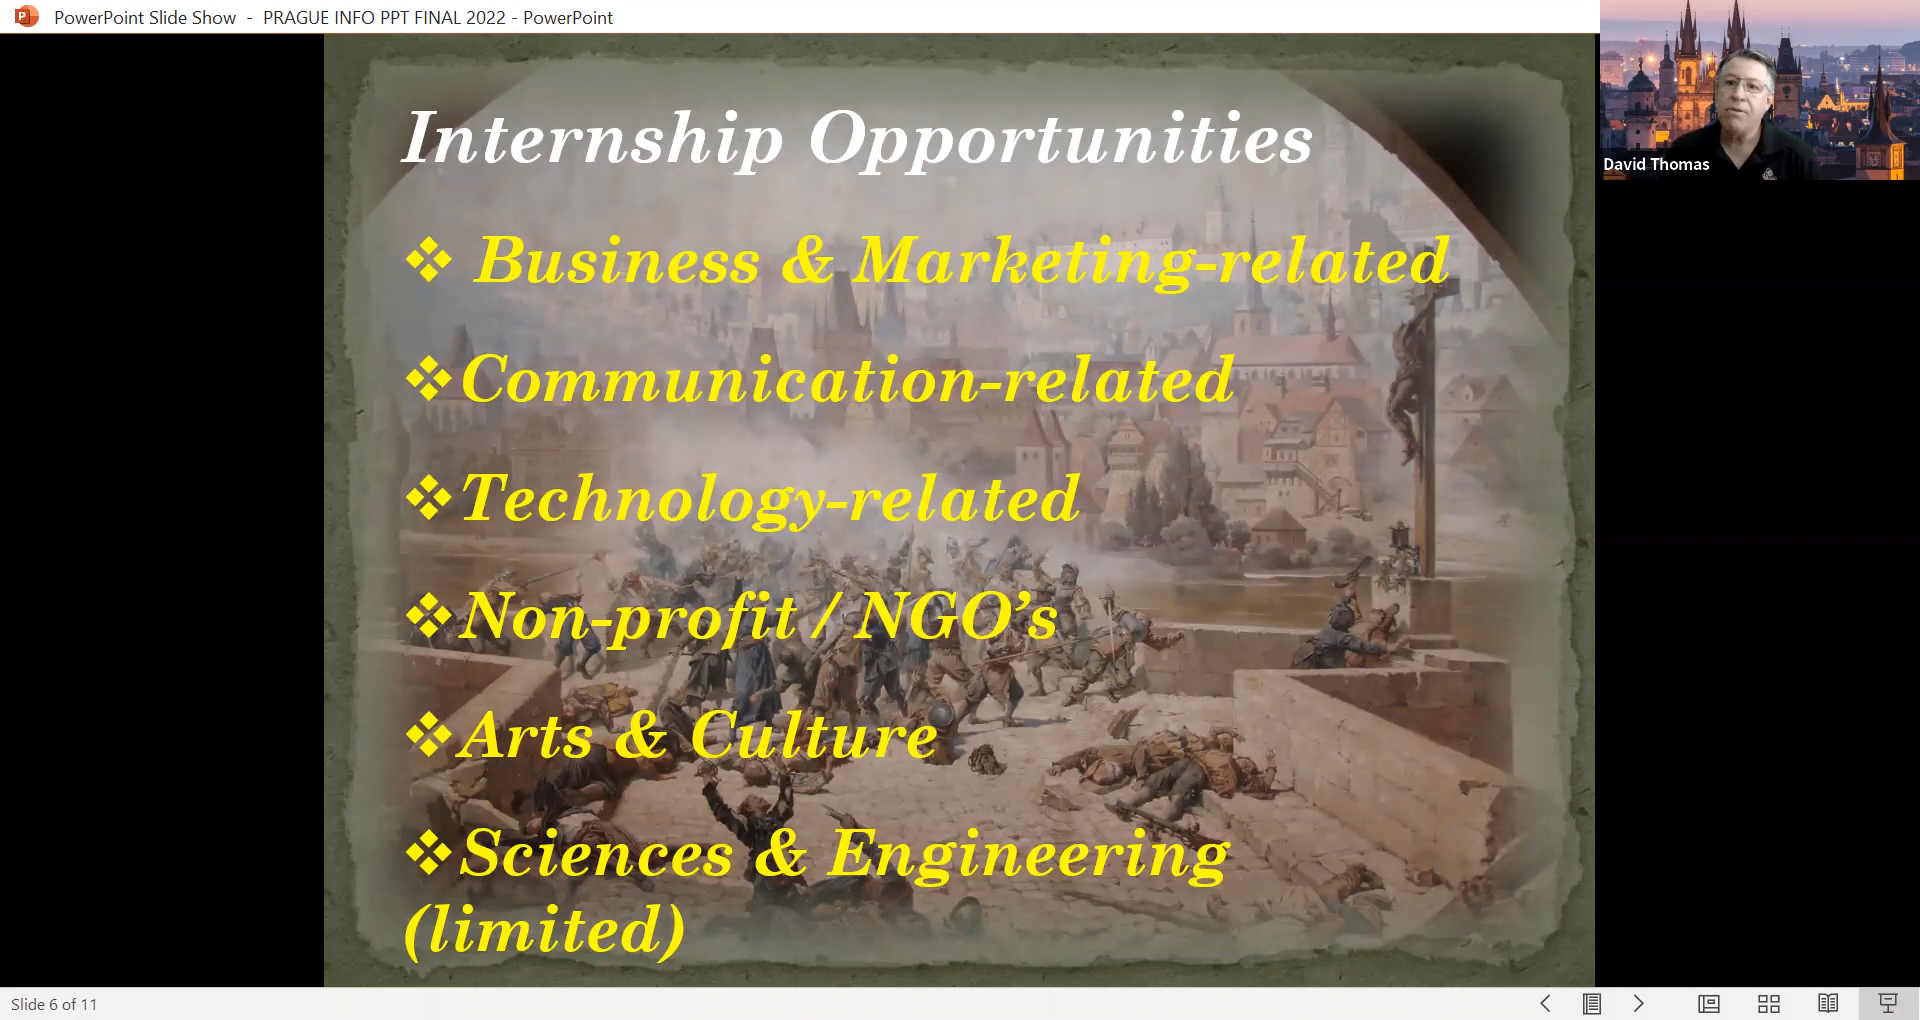 PowerPoint Slide Show - PRAGUE INFO PPT FINAL 2022 - PowerPoint
David Thomas
Internship Opportunities
❖ Business & Marketing-related
❖Communication-related
❖Technology-related
❖Non-profit / NGO’s
❖Arts & Culture
❖Sciences & Engineering
(limited)
Slide 6 of 11